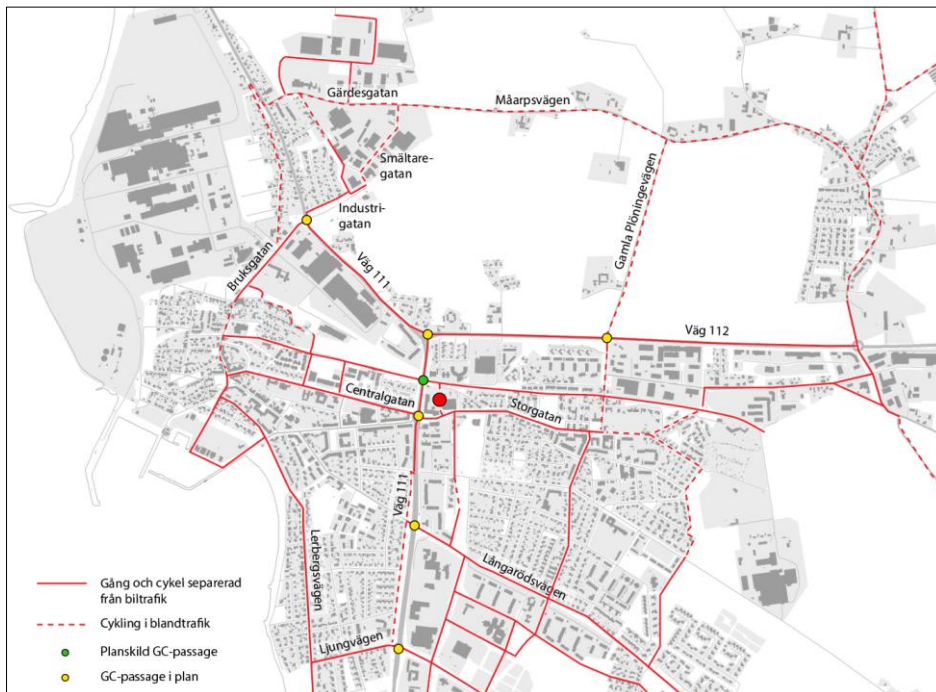 Gärdesgatan
Måarpsvägen
Smältare-
gatan
Industri-
gatan
Gamla Plöningevägen
Bruksgatan
Väg 111
Väg 112
Centralgatan
Storgatan
Väg 111
Lerbergsvägen
Långarödsvägen
Ljungvägen
Gång och cykel separerad
från biltrafik
Cykling i blandtrafik
Planskild GC-passage
GC-passage i plan